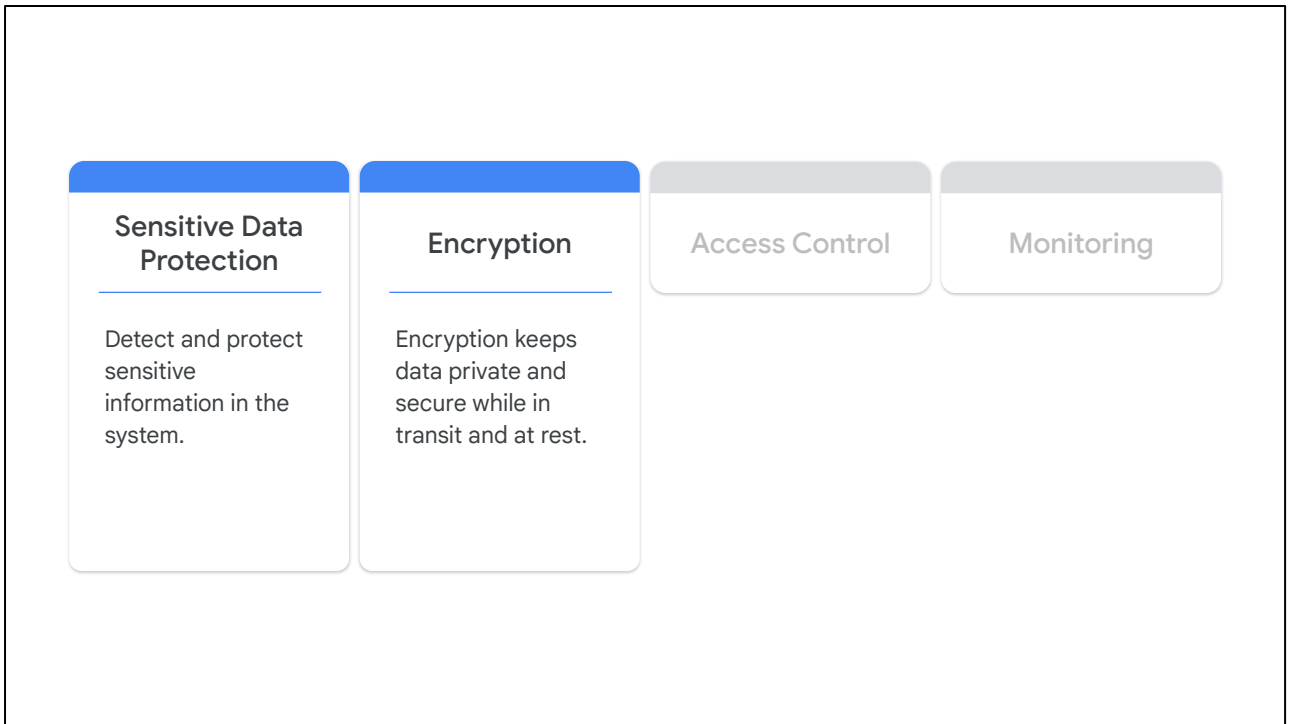 Sensitive Data
Protection
Detect and protect
sensitive
information in the
system.
Encryption
Encryption keeps
data private and
secure while in
transit and at rest.
Access Control
Monitoring